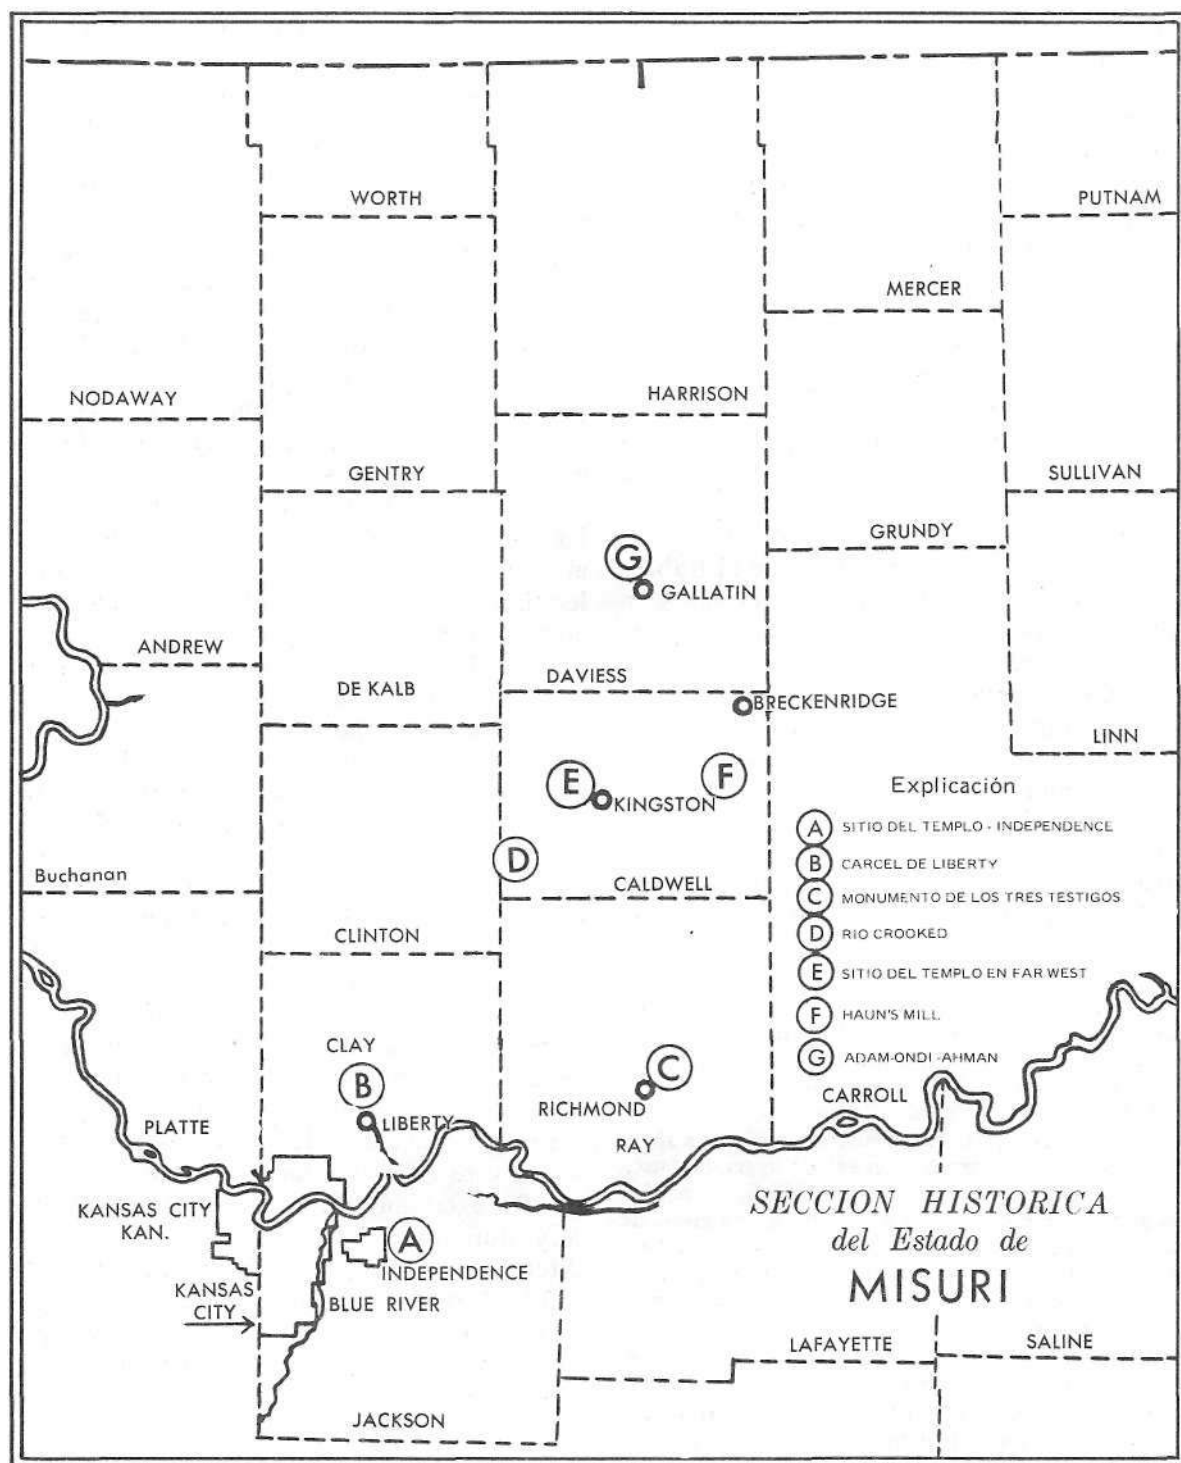 WORTH
PUTNAM
MERCER
NODAWAY
HARRISON
GENTRY
SULLIVAN
GRUNDY
G
GALLATIN
ANDREW
DAVIESS
DE KALB
BRECKENRIDGE
LINN
E
KINGSTON
F
Explicación
A SITIO DEL TEMPLO - INDEPENDENCE
B CARCEL DE LIBERTY
C MONUMENTO DE LOS TRES TESTIGOS
D RIO CROOKED
E SITIO DEL TEMPLO EN FAR WEST
F HAUN'S MILL
G ADAM-ONDI-AHMAN
D
Buchanan
CALDWELL
CLINTON
CLAY
B
LIBERTY
C
RICHMOND
CARROLL
PLATTE
RAY
KANSAS CITY
KAN.
A
INDEPENDENCE
KANSAS
CITY
BLUE RIVER
SECCION HISTORICA
del Estado de
MISURI
LAFAYETTE
SALINE
JACKSON